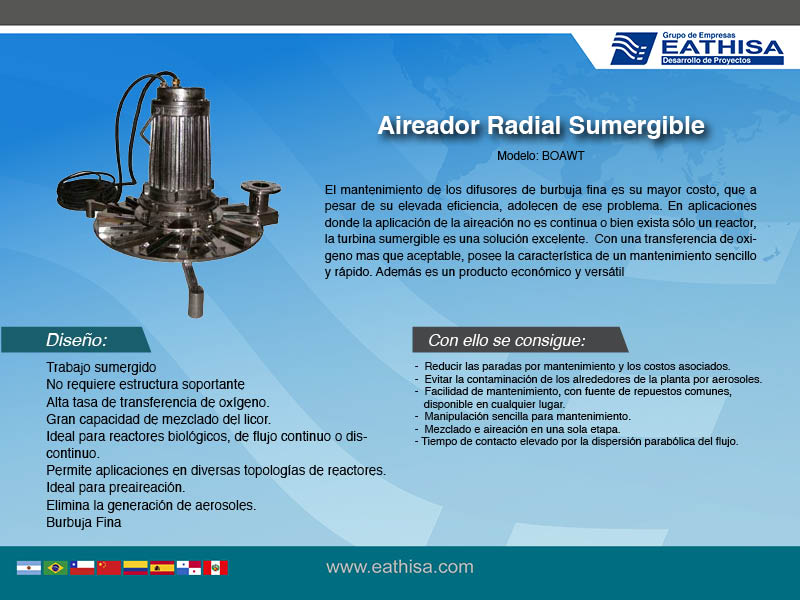 Grupo de Empresas
EATHISA
Desarrollo de Proyectos
Aireador Radial Sumergible
Modelo: BOAWT
El mantenimiento de los difusores de burbuja fina es su mayor costo, que a
pesar de su elevada eficiencia, adolecen de ese problema. En aplicaciones
donde la aplicación de la aireación no es continua o bien exista sólo un reactor,
la turbina sumergible es una solución excelente. Con una transferencia de oxi-
geno mas que aceptable, posee la característica de un mantenimiento sencillo
y rápido. Además es un producto económico y versátil
Diseño:
Trabajo sumergido
No requiere estructura soportante
Alta tasa de transferencia de oxÍgeno.
Gran capacidad de mezclado del licor.
Ideal para reactores biológicos, de flujo continuo o dis-
continuo.
Permite aplicaciones en diversas topologías de reactores.
Ideal para preaireación.
Elimina la generación de aerosoles.
Burbuja Fina
Con ello se consigue:
- Reducir las paradas por mantenimiento y los costos asociados.
- Evitar la contaminación de los alrededores de la planta por aerosoles.
- Facilidad de mantenimiento, con fuente de repuestos comunes,
disponible en cualquier lugar.
- Manipulación sencilla para mantenimiento.
- Mezclado e aireación en una sola etapa.
- Tiempo de contacto elevado por la dispersión parabólica del flujo.
www.eathisa.com